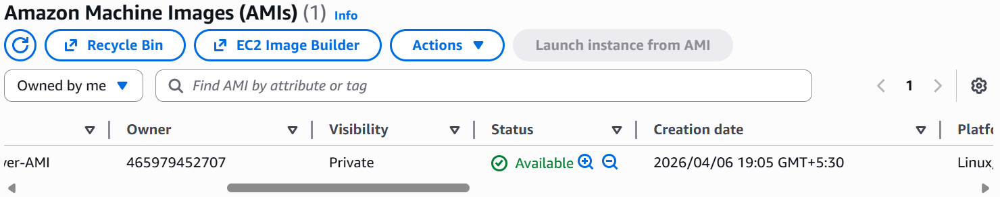 Amazon Machine Images (AMIs) (1) Info
Recycle Bin EC2 Image Builder Actions Launch instance from AMI
Owned by me Find AMI by attribute or tag 1
Owner Visibility Status Creation date Platfo
ver-AMI 465979452707 Private Available 2026/04/06 19:05 GMT+5:30 Linux,